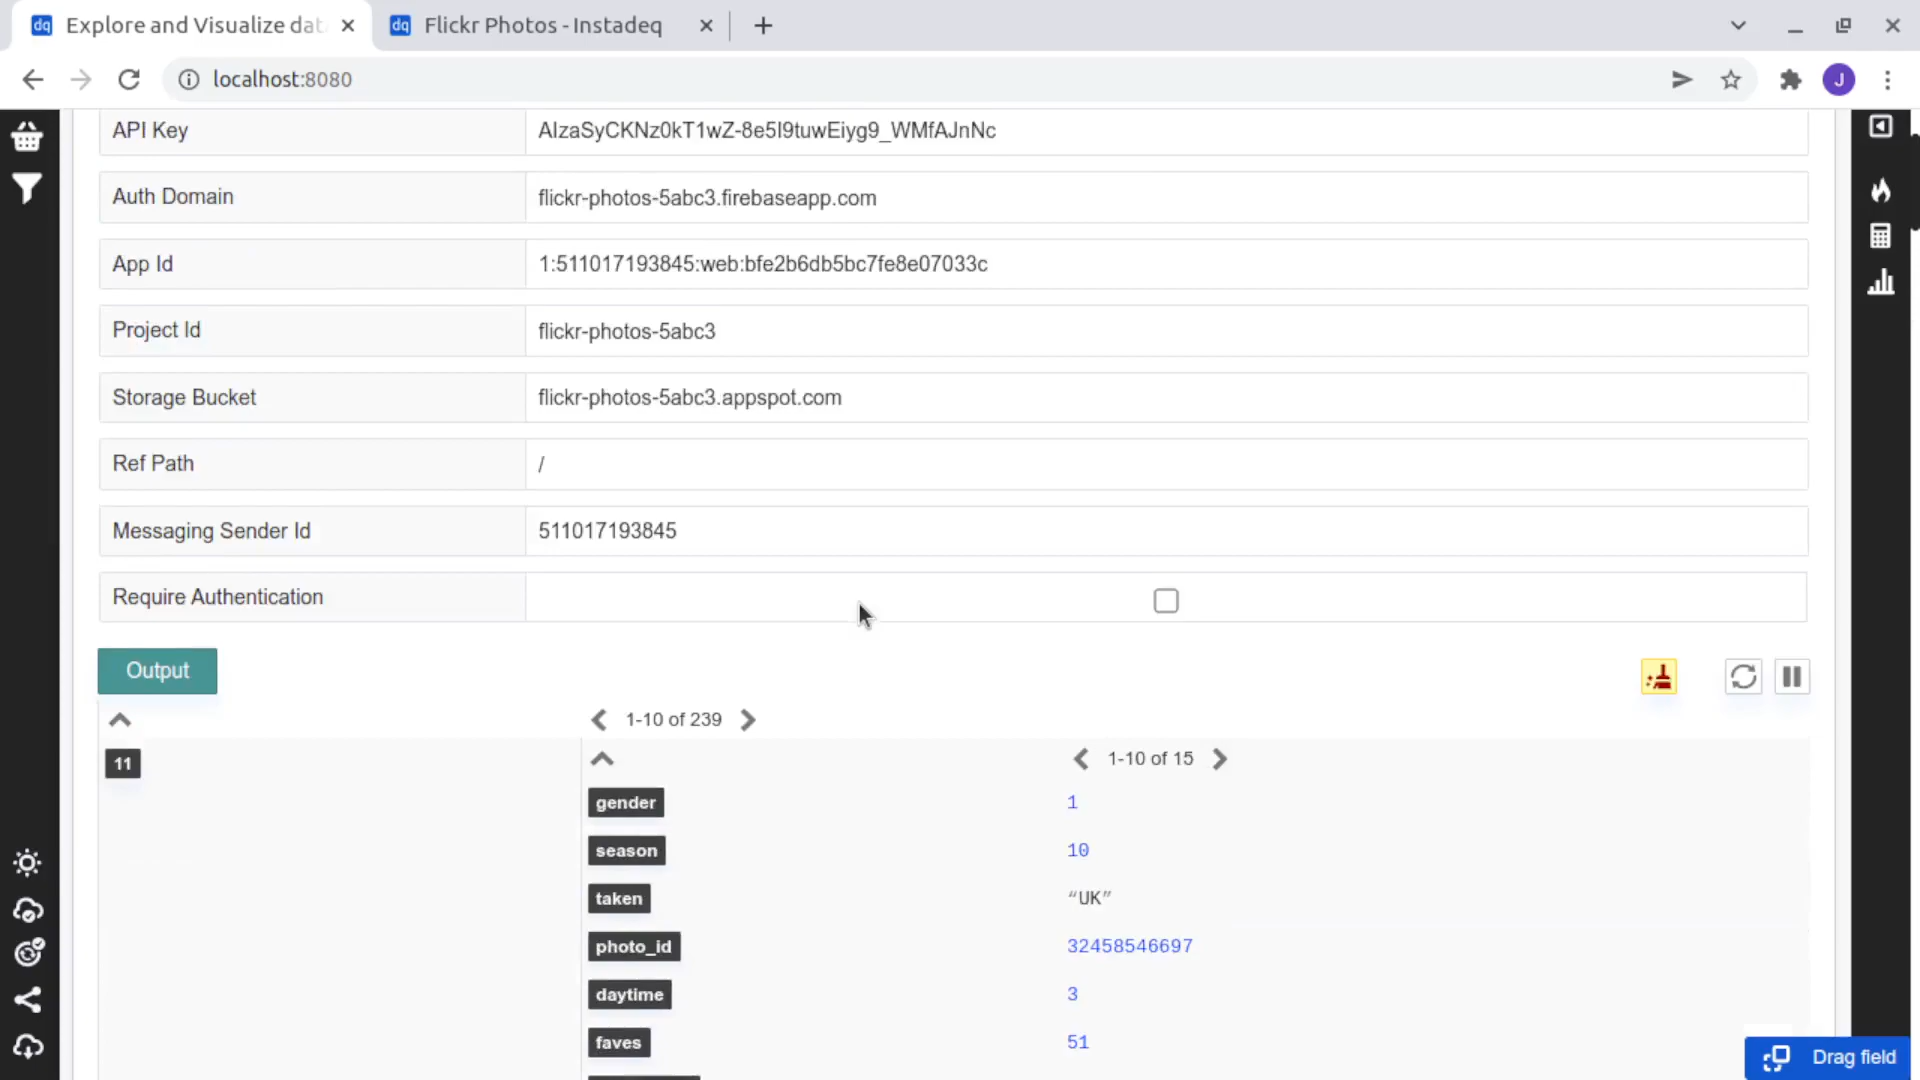 dq Explore and Visualize dat
dq Flickr Photos - Instadeq
localhost:8080
J
API Key AIzaSyCKNz0kT1wZ-8e5I9tuwEiyg9_WMfAJnNc
Auth Domain flickr-photos-5abc3.firebaseapp.com
App Id 1:511017193845:web:bfe2b6db5bc7fe8e07033c
Project Id flickr-photos-5abc3
Storage Bucket flickr-photos-5abc3.appspot.com
Ref Path /
Messaging Sender Id 511017193845
Require Authentication
Output
1-10 of 239
11
1-10 of 15
gender 1
season 10
taken “UK”
photo_id 32458546697
daytime 3
faves 51
Drag field